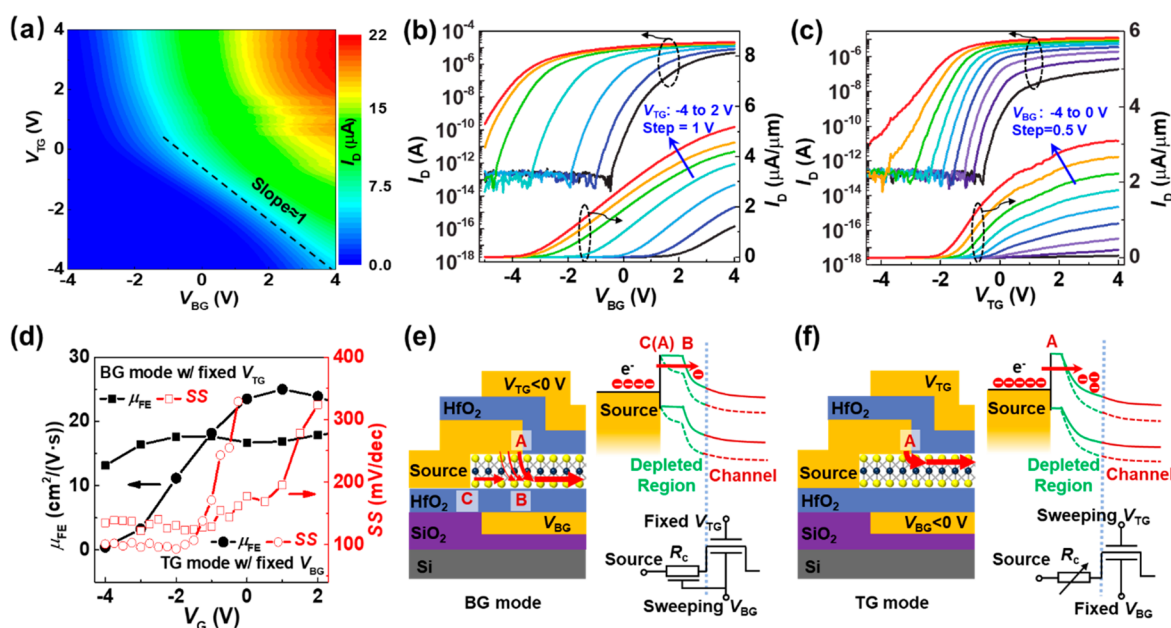 (a)
4
2
0
-2
-4
V_TG (V)
-4 -2 0 2 4
V_BG (V)
Slope≈1
22
15
7.5
0.0
I_D (μA)
(b)
10^-4
10^-6
10^-8
10^-10
10^-12
10^-14
10^-16
10^-18
I_D (A)
V_TG: -4 to 2 V
Step = 1 V
8
6
4
2
0
I_D (μA/μm)
-4 -2 0 2 4
V_BG (V)
(c)
10^-4
10^-6
10^-8
10^-10
10^-12
10^-14
10^-16
10^-18
I_D (A)
V_BG: -4 to 0 V
Step=0.5 V
6
4
2
0
I_D (μA/μm)
-4 -2 0 2 4
V_TG (V)
(d)
30
20
10
0
μ_FE (cm²/(V·s))
BG mode w/ fixed V_TG
μ_FE SS
μ_FE SS
TG mode w/ fixed V_BG
400
300
200
100
SS (mV/dec)
-4 -2 0 2
V_G (V)
(e)
V_TG<0 V
HfO₂
A
Source
C B
HfO₂
V_BG
SiO₂
Si
BG mode
C(A) B
e⁻
Source
Depleted
Region
Channel
Fixed V_TG
Source R_c
Sweeping V_BG
(f)
V_TG
HfO₂
A
Source
HfO₂
V_BG<0 V
SiO₂
Si
TG mode
A
e⁻
Source
Depleted
Region
Channel
Sweeping V_TG
Source R_c
Fixed V_BG